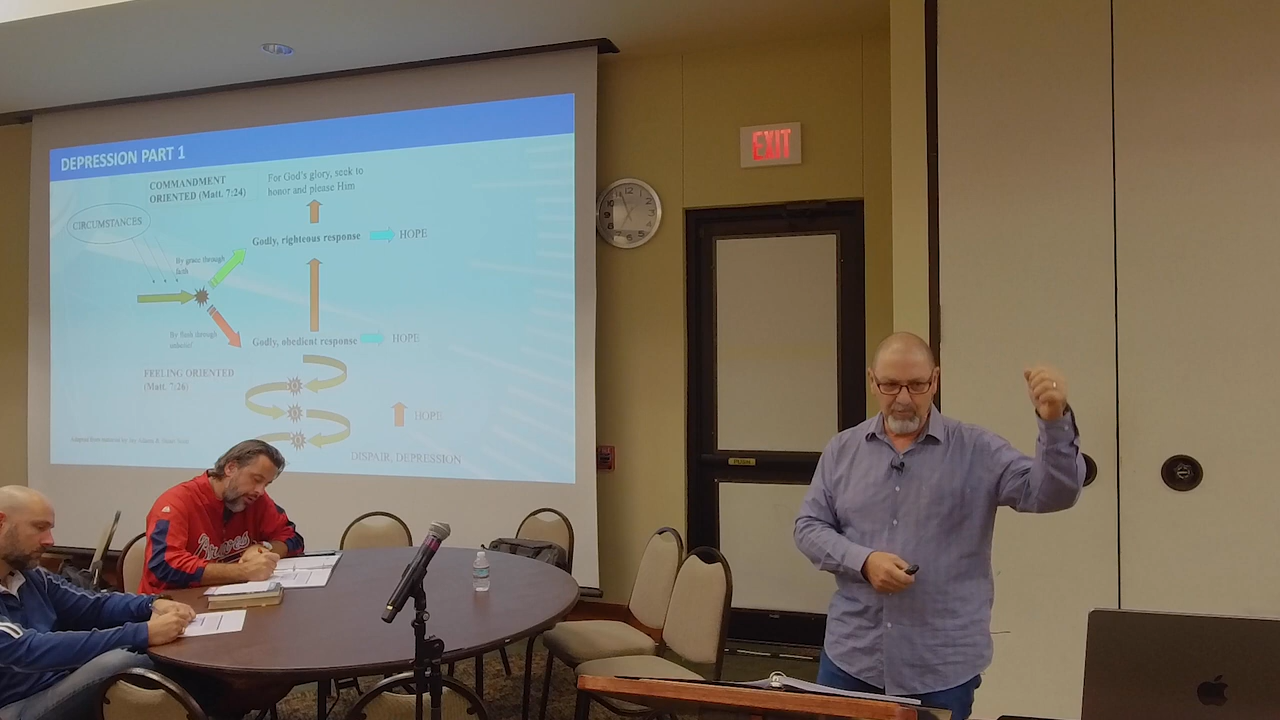 DEPRESSION PART 1
COMMANDMENT
ORIENTED (Matt. 7:24)
For God's glory, seek to
honor and please Him
CIRCUMSTANCES
Godly, righteous response
HOPE
By grace through
faith
By flesh through
Godly, obedient response
HOPE
FEELING ORIENTED
(Matt. 7:26)
HOPE
DISPAIR, DEPRESSION
EXIT
PUSH
Braves